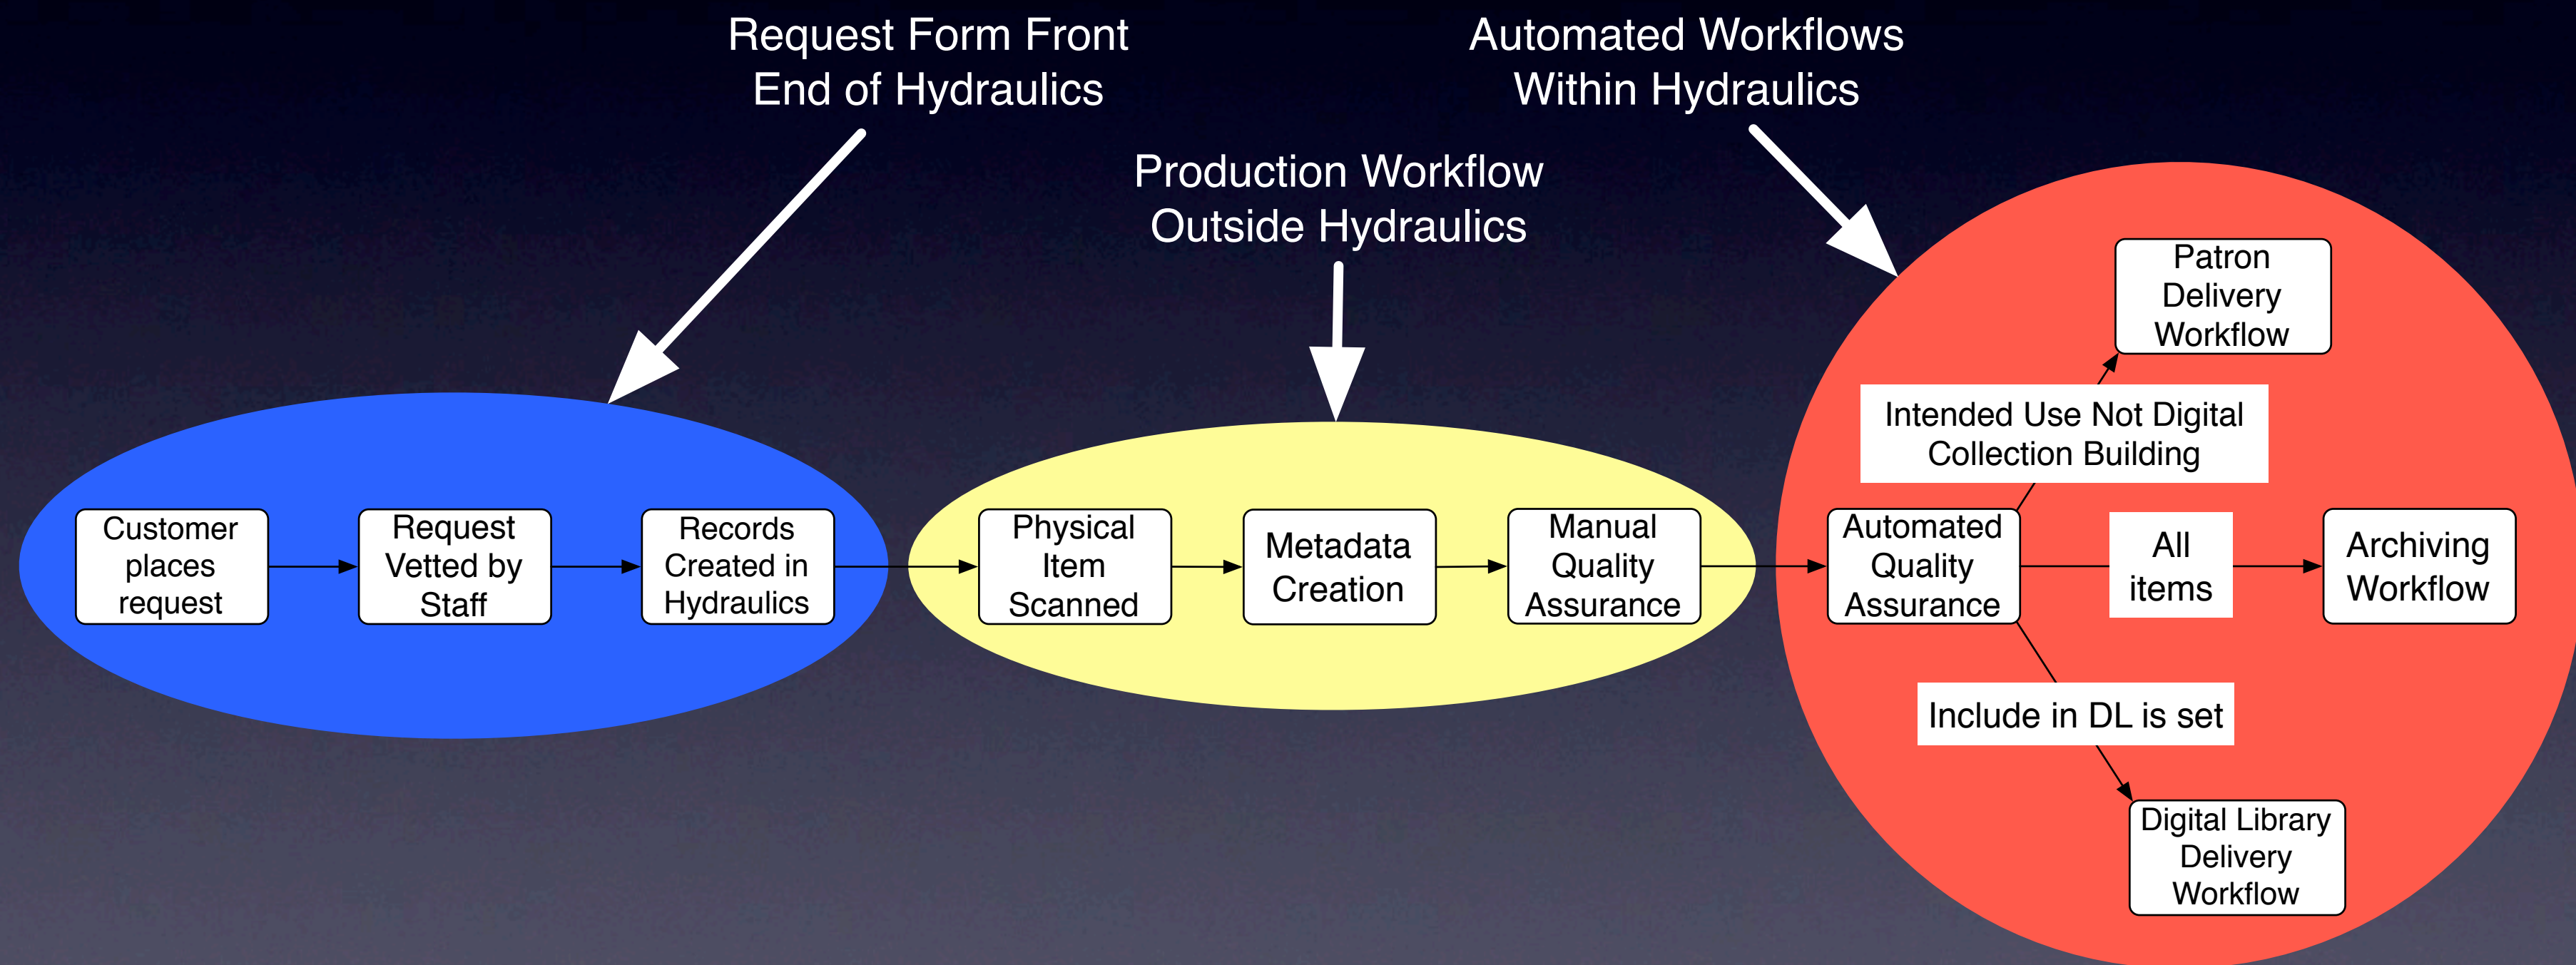 Request Form Front
End of Hydraulics
Automated Workflows
Within Hydraulics
Production Workflow
Outside Hydraulics
Customer
places
request
Request
Vetted by
Staff
Records
Created in
Hydraulics
Physical
Item
Scanned
Metadata
Creation
Manual
Quality
Assurance
Automated
Quality
Assurance
Patron
Delivery
Workflow
Intended Use Not Digital
Collection Building
All
items
Archiving
Workflow
Include in DL is set
Digital Library
Delivery
Workflow